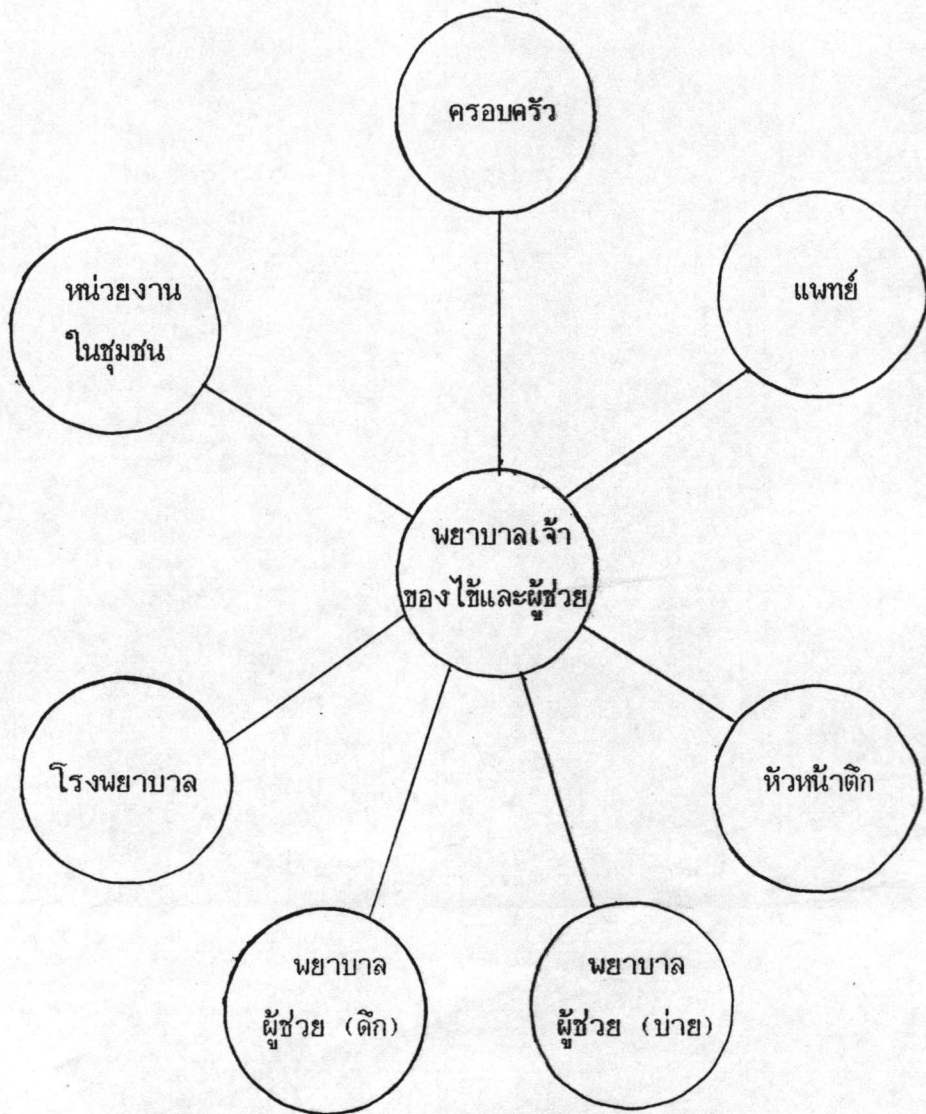 ครอบครัว
แพทย์
หน่วยงาน
ในชุมชน
พยาบาลเจ้า
ของไข้และผู้ช่วย
โรงพยาบาล
หัวหน้าตึก
พยาบาล
ผู้ช่วย (ดึก)
พยาบาล
ผู้ช่วย (บ่าย)